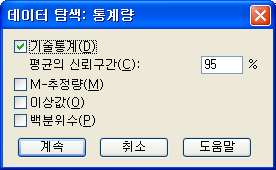 데이터 탐색: 통계량
기술통계(D)
평균의 신뢰구간(C): 95 %
M-추정량(M)
이상값(O)
백분위수(P)
계속 취소 도움말